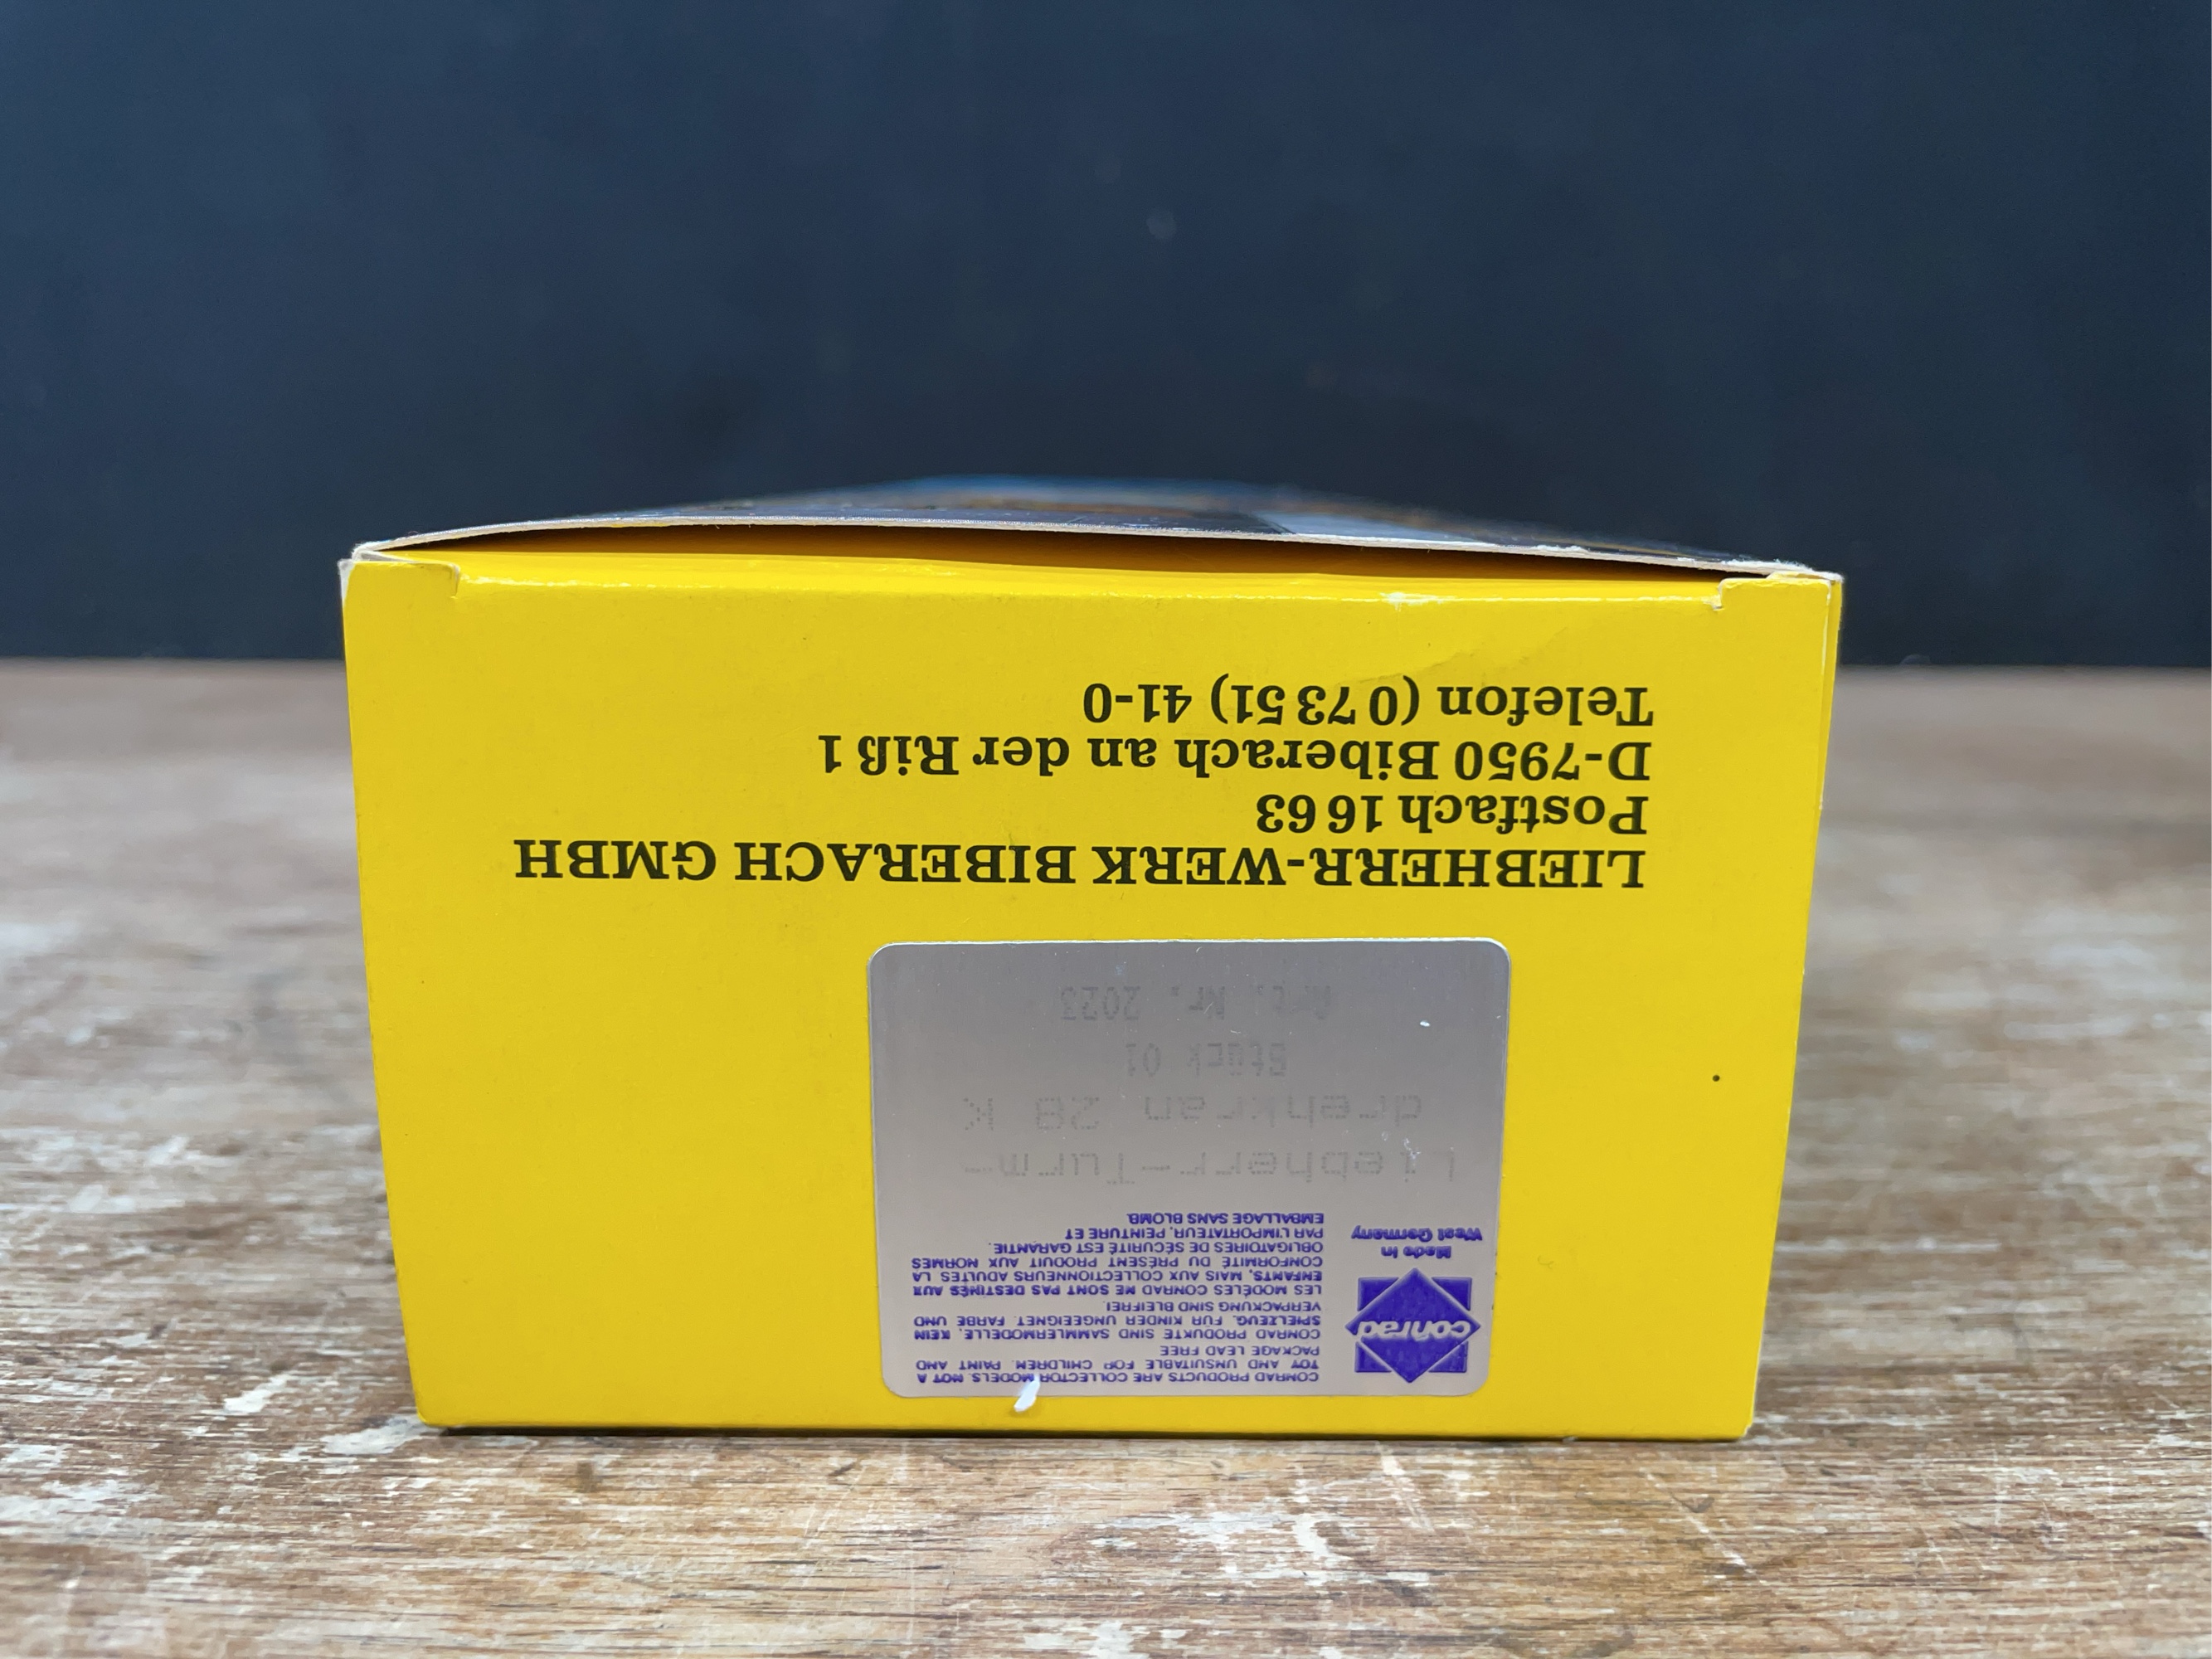 LIEBHERR-WERK BIBERACH GMBH
Postfach 16 63
D-7950 Biberach an der Riß 1
Telefon (0 73 51) 41-0
conrad
Made in
West Germany
CONRAD PRODUCTS ARE COLLECTOR MODELS. NOT A
TOY AND UNSUITABLE FOR CHILDREN. PAINT AND
PACKAGE LEAD FREE
CONRAD PRODUKTE SIND SAMMLERMODELLE. KEIN
SPIELZEUG. FÜR KINDER UNGEEIGNET. FARBE UND
VERPACKUNG SIND BLEIFREI.
LES MODÉLES CONRAD NE SONT PAS DESTINÉS AUX
ENFANTS, MAIS AUX COLLECTIONNEURS ADULTES LA
CONFORMITÉ DU PRÉSENT PRODUIT AUX NORMES
OBLIGATOIRES DE SÉCURITÉ EST GARANTIE.
PAR L'IMPORTATEUR, PEINTURE ET
EMBALLAGE SANS BLOMB.
Liebherr-Turm-
drehkran 28 K
Stück 01
Art. Nr. 2023